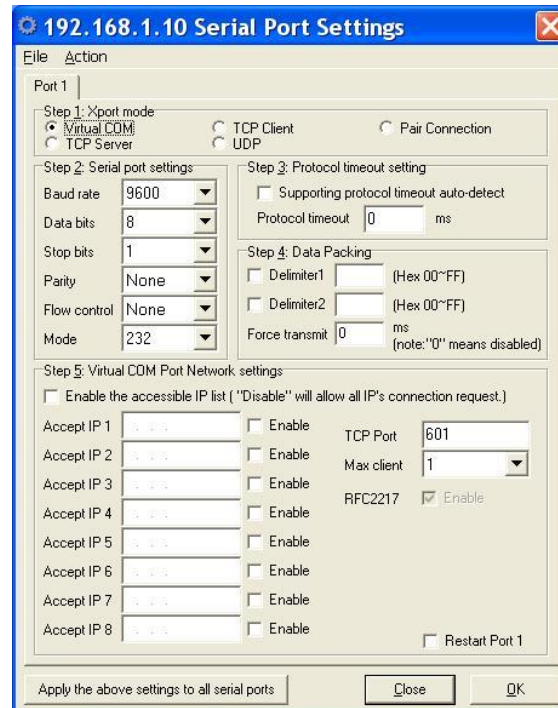 192.168.1.10 Serial Port Settings
File Action
Port 1
Step 1: Xport mode
Virtual COM TCP Client Pair Connection
TCP Server UDP
Step 2: Serial port settings
Baud rate 9600
Data bits 8
Stop bits 1
Parity None
Flow control None
Mode 232
Step 3: Protocol timeout setting
Supporting protocol timeout auto-detect
Protocol timeout 0 ms
Step 4: Data Packing
Delimiter1 (Hex 00~FF)
Delimiter2 (Hex 00~FF)
Force transmit 0 ms
(note:"0" means disabled)
Step 5: Virtual COM Port Network settings
Enable the accessible IP list ( "Disable" will allow all IP's connection request.)
Accept IP 1 . . . Enable
Accept IP 2 . . . Enable
Accept IP 3 . . . Enable
Accept IP 4 . . . Enable
Accept IP 5 . . . Enable
Accept IP 6 . . . Enable
Accept IP 7 . . . Enable
Accept IP 8 . . . Enable
TCP Port 601
Max client 1
RFC2217 Enable
Restart Port 1
Apply the above settings to all serial ports Close OK